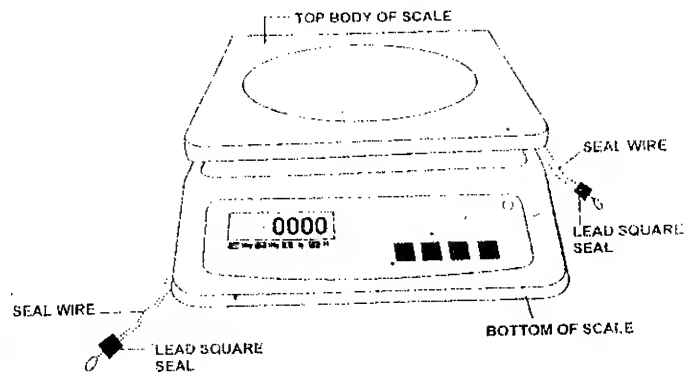 TOP BODY OF SCALE
SEAL WIRE
0000
LEAD SQUARE
SEAL
SEAL WIRE
BOTTOM OF SCALE
LEAD SQUARE
SEAL